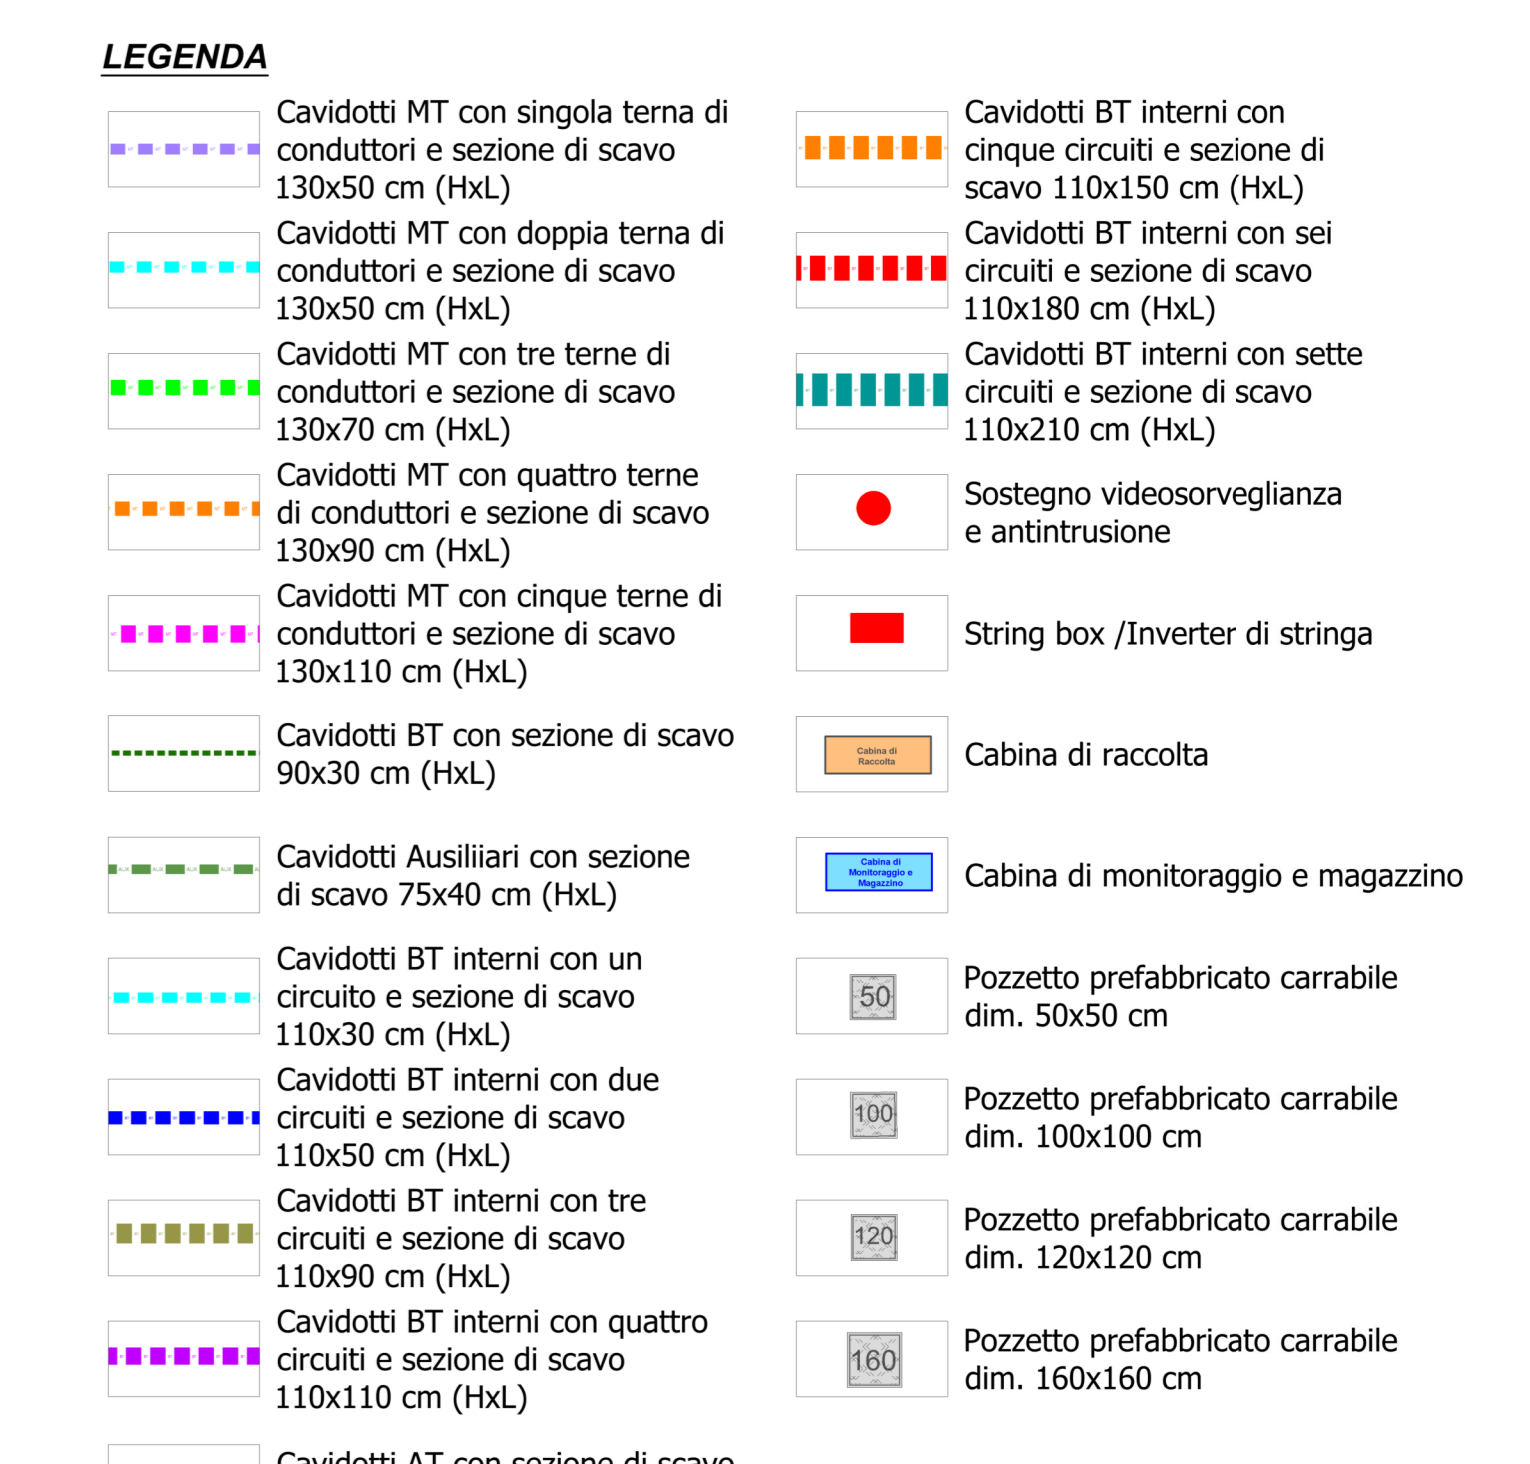 LEGENDA
Cavidotti MT con singola terna di
conduttori e sezione di scavo
130x50 cm (HxL)
Cavidotti MT con doppia terna di
conduttori e sezione di scavo
130x50 cm (HxL)
Cavidotti MT con tre terne di
conduttori e sezione di scavo
130x70 cm (HxL)
Cavidotti MT con quattro terne
di conduttori e sezione di scavo
130x90 cm (HxL)
Cavidotti MT con cinque terne di
conduttori e sezione di scavo
130x110 cm (HxL)
Cavidotti BT con sezione di scavo
90x30 cm (HxL)
AUX AUX AUX AUX
Cavidotti Ausiliiari con sezione
di scavo 75x40 cm (HxL)
Cavidotti BT interni con un
circuito e sezione di scavo
110x30 cm (HxL)
Cavidotti BT interni con due
circuiti e sezione di scavo
110x50 cm (HxL)
Cavidotti BT interni con tre
circuiti e sezione di scavo
110x90 cm (HxL)
Cavidotti BT interni con quattro
circuiti e sezione di scavo
110x110 cm (HxL)
Cavidotti AT con sezione di scavo
Cavidotti BT interni con
cinque circuiti e sezione di
scavo 110x150 cm (HxL)
Cavidotti BT interni con sei
circuiti e sezione di scavo
110x180 cm (HxL)
Cavidotti BT interni con sette
circuiti e sezione di scavo
110x210 cm (HxL)
Sostegno videosorveglianza
e antintrusione
String box /Inverter di stringa
Cabina di
Raccolta
Cabina di raccolta
Cabina di
Monitoraggio e
Magazzino
Cabina di monitoraggio e magazzino
50
Pozzetto prefabbricato carrabile
dim. 50x50 cm
100
Pozzetto prefabbricato carrabile
dim. 100x100 cm
120
Pozzetto prefabbricato carrabile
dim. 120x120 cm
160
Pozzetto prefabbricato carrabile
dim. 160x160 cm